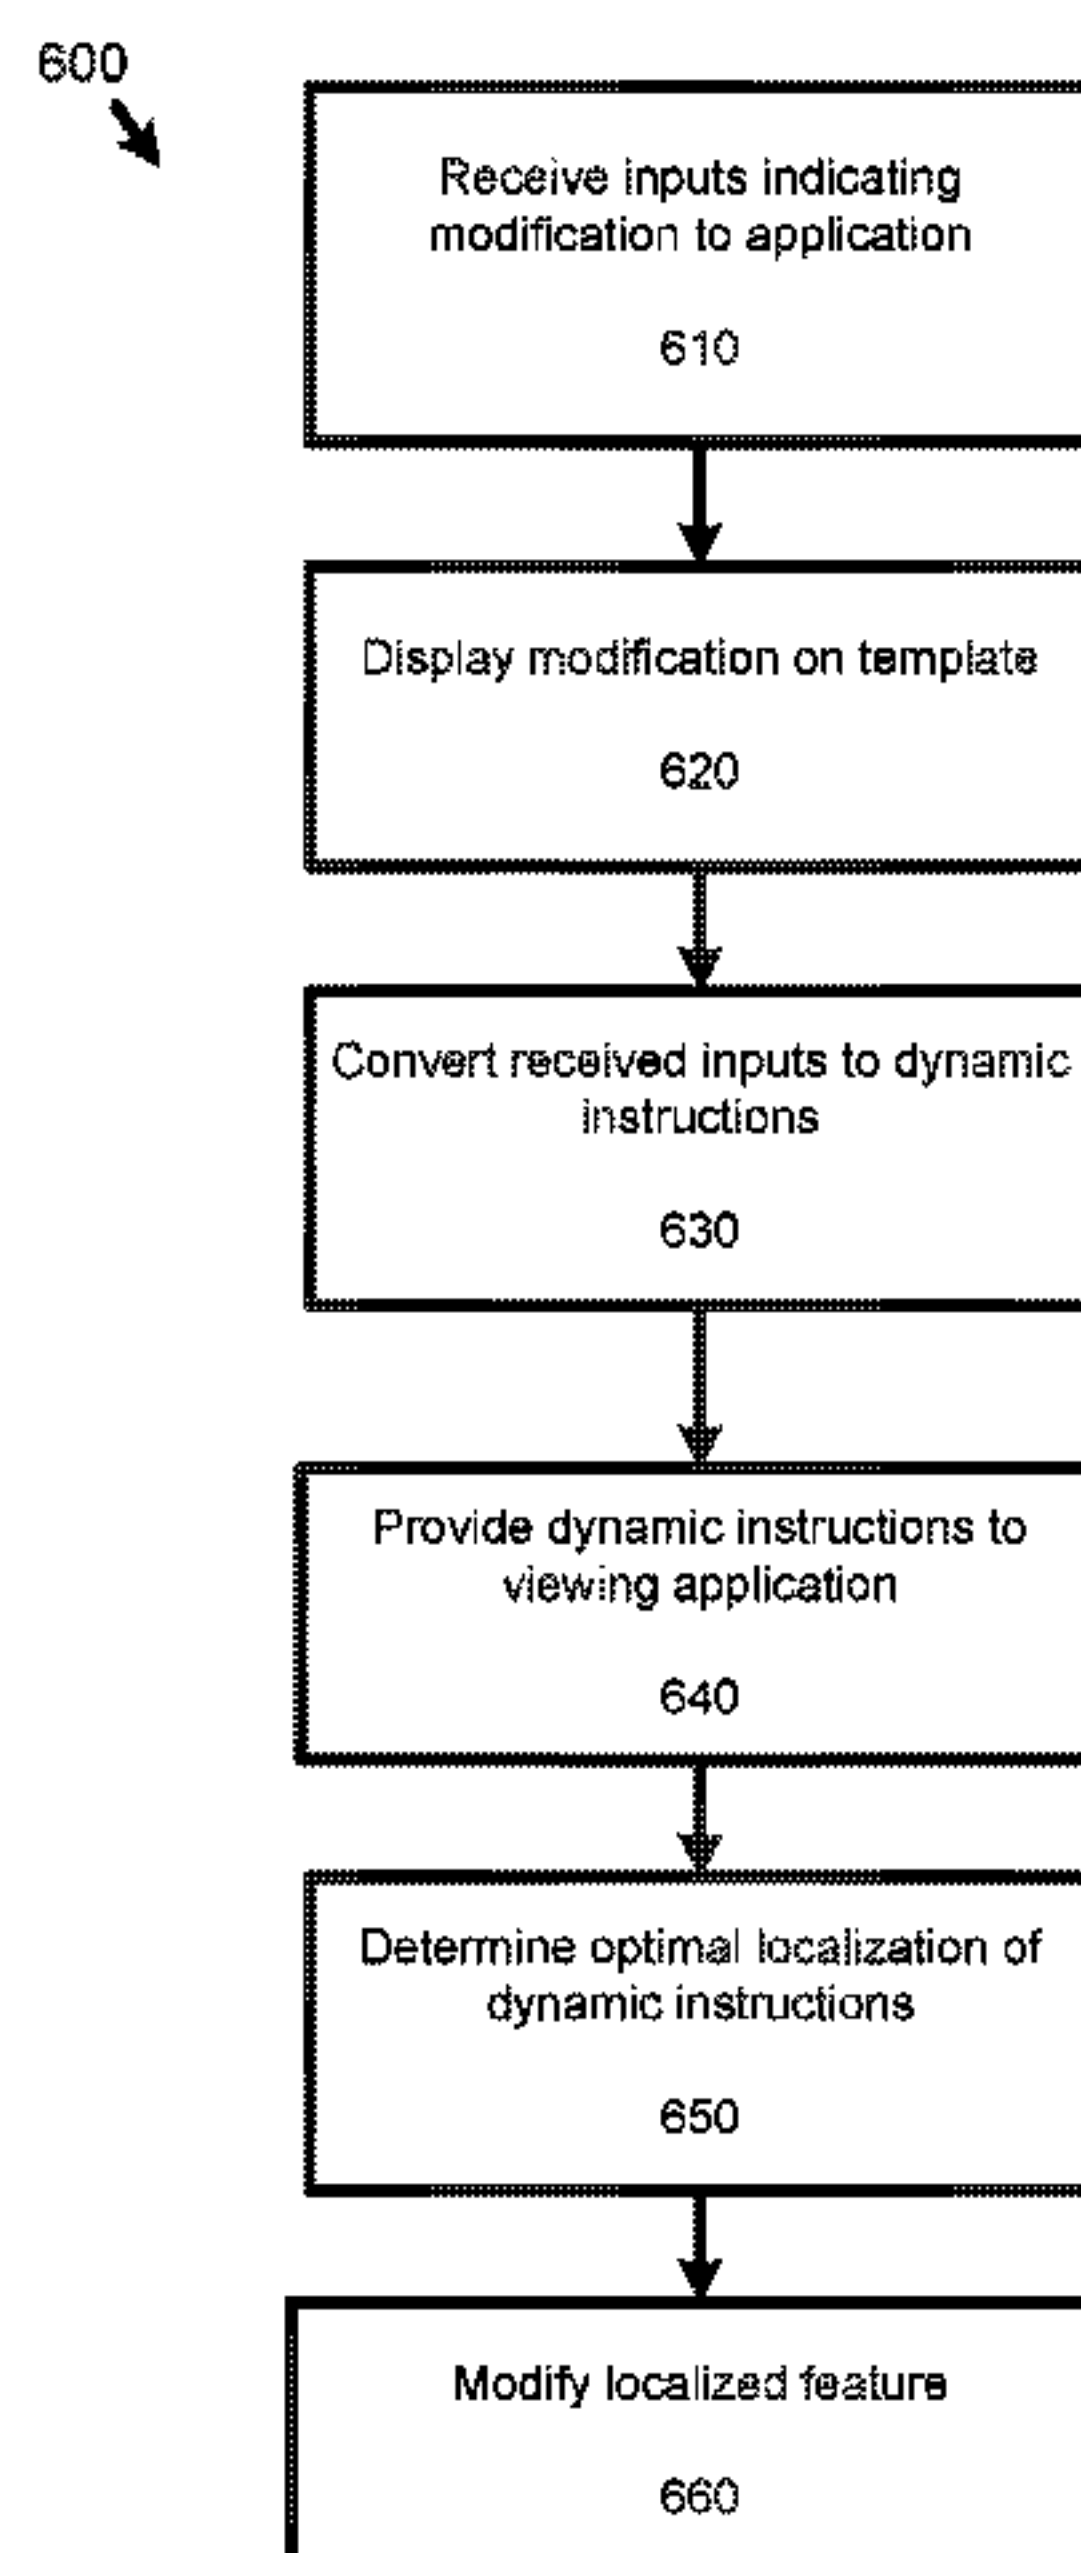 600
Receive inputs indicating
modification to application
610
Display modification on template
620
Convert received inputs to dynamic
instructions
630
Provide dynamic instructions to
viewing application
640
Determine optimal localization of
dynamic instructions
650
Modify localized feature
660